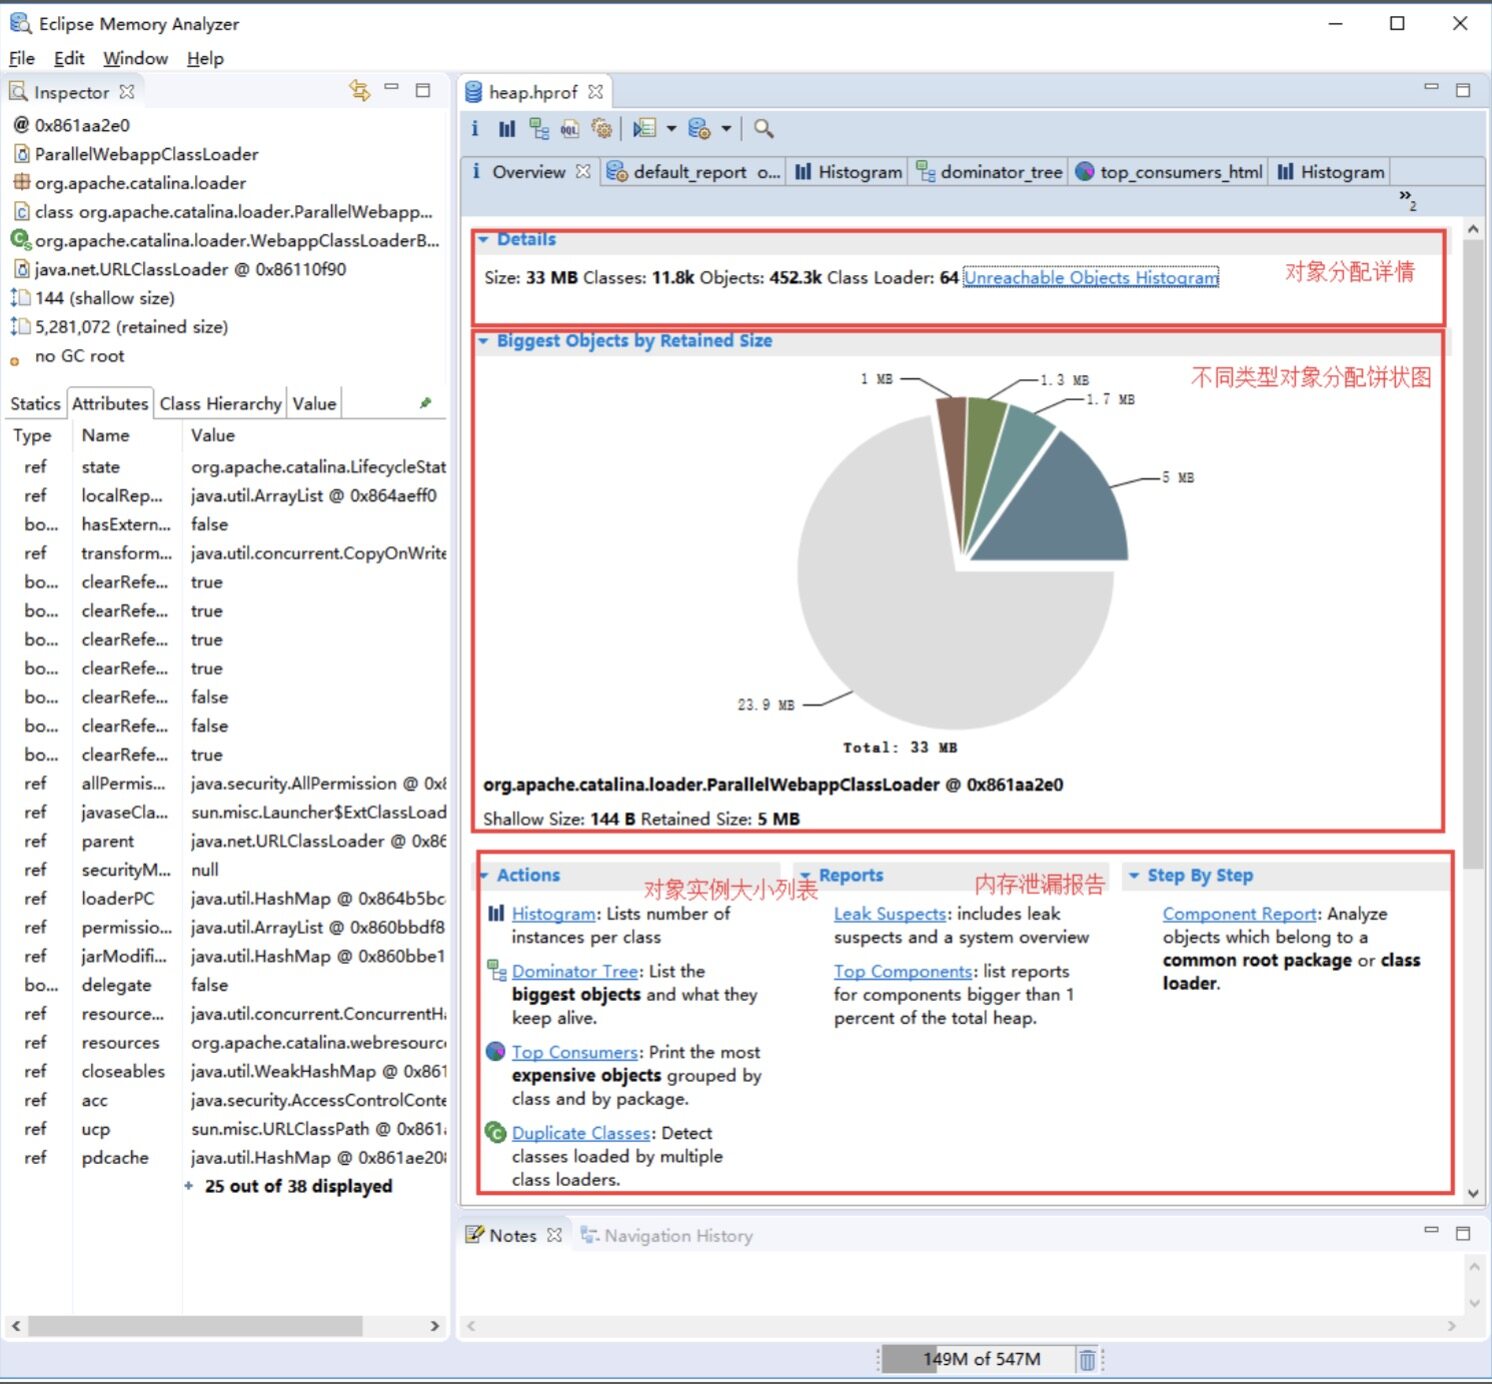 Eclipse Memory Analyzer
File Edit Window Help
Inspector
@ 0x861aa2e0
ParallelWebappClassLoader
org.apache.catalina.loader
class org.apache.catalina.loader.ParallelWebapp...
org.apache.catalina.loader.WebappClassLoaderB...
java.net.URLClassLoader @ 0x86110f90
144 (shallow size)
5,281,072 (retained size)
no GC root
Statics Attributes Class Hierarchy Value
Type Name Value
ref state org.apache.catalina.LifecycleStat
ref localRep... java.util.ArrayList @ 0x864aeff0
bo... hasExtern... false
ref transform... java.util.concurrent.CopyOnWrite
bo... clearRefe... true
bo... clearRefe... true
bo... clearRefe... true
bo... clearRefe... true
bo... clearRefe... false
bo... clearRefe... false
bo... clearRefe... true
ref allPermis... java.security.AllPermission @ 0x8
ref javaseCla... sun.misc.Launcher$ExtClassLoad
ref parent java.net.URLClassLoader @ 0x86
ref securityM... null
ref loaderPC java.util.HashMap @ 0x864b5bc
ref permissio... java.util.ArrayList @ 0x860bbdf8
ref jarModifi... java.util.HashMap @ 0x860bbe1
bo... delegate false
ref resource... java.util.concurrent.ConcurrentHa
ref resources org.apache.catalina.webresourc
ref closeables java.util.WeakHashMap @ 0x861
ref acc java.security.AccessControlConte
ref ucp sun.misc.URLClassPath @ 0x861
ref pdcache java.util.HashMap @ 0x861ae20
25 out of 38 displayed
heap.hprof
OQL
Overview default_report o... Histogram dominator_tree top_consumers_html Histogram
»2
Details
Size: 33 MB Classes: 11.8k Objects: 452.3k Class Loader: 64 Unreachable Objects Histogram
对象分配详情
Biggest Objects by Retained Size
不同类型对象分配饼状图
1 MB
1.3 MB
1.7 MB
5 MB
23.9 MB
Total: 33 MB
org.apache.catalina.loader.ParallelWebappClassLoader @ 0x861aa2e0
Shallow Size: 144 B Retained Size: 5 MB
Actions
对象实例大小列表
Histogram: Lists number of
instances per class
Dominator Tree: List the
biggest objects and what they
keep alive.
Top Consumers: Print the most
expensive objects grouped by
class and by package.
Duplicate Classes: Detect
classes loaded by multiple
class loaders.
Reports
内存泄漏报告
Leak Suspects: includes leak
suspects and a system overview
Top Components: list reports
for components bigger than 1
percent of the total heap.
Step By Step
Component Report: Analyze
objects which belong to a
common root package or class
loader.
Notes Navigation History
149M of 547M